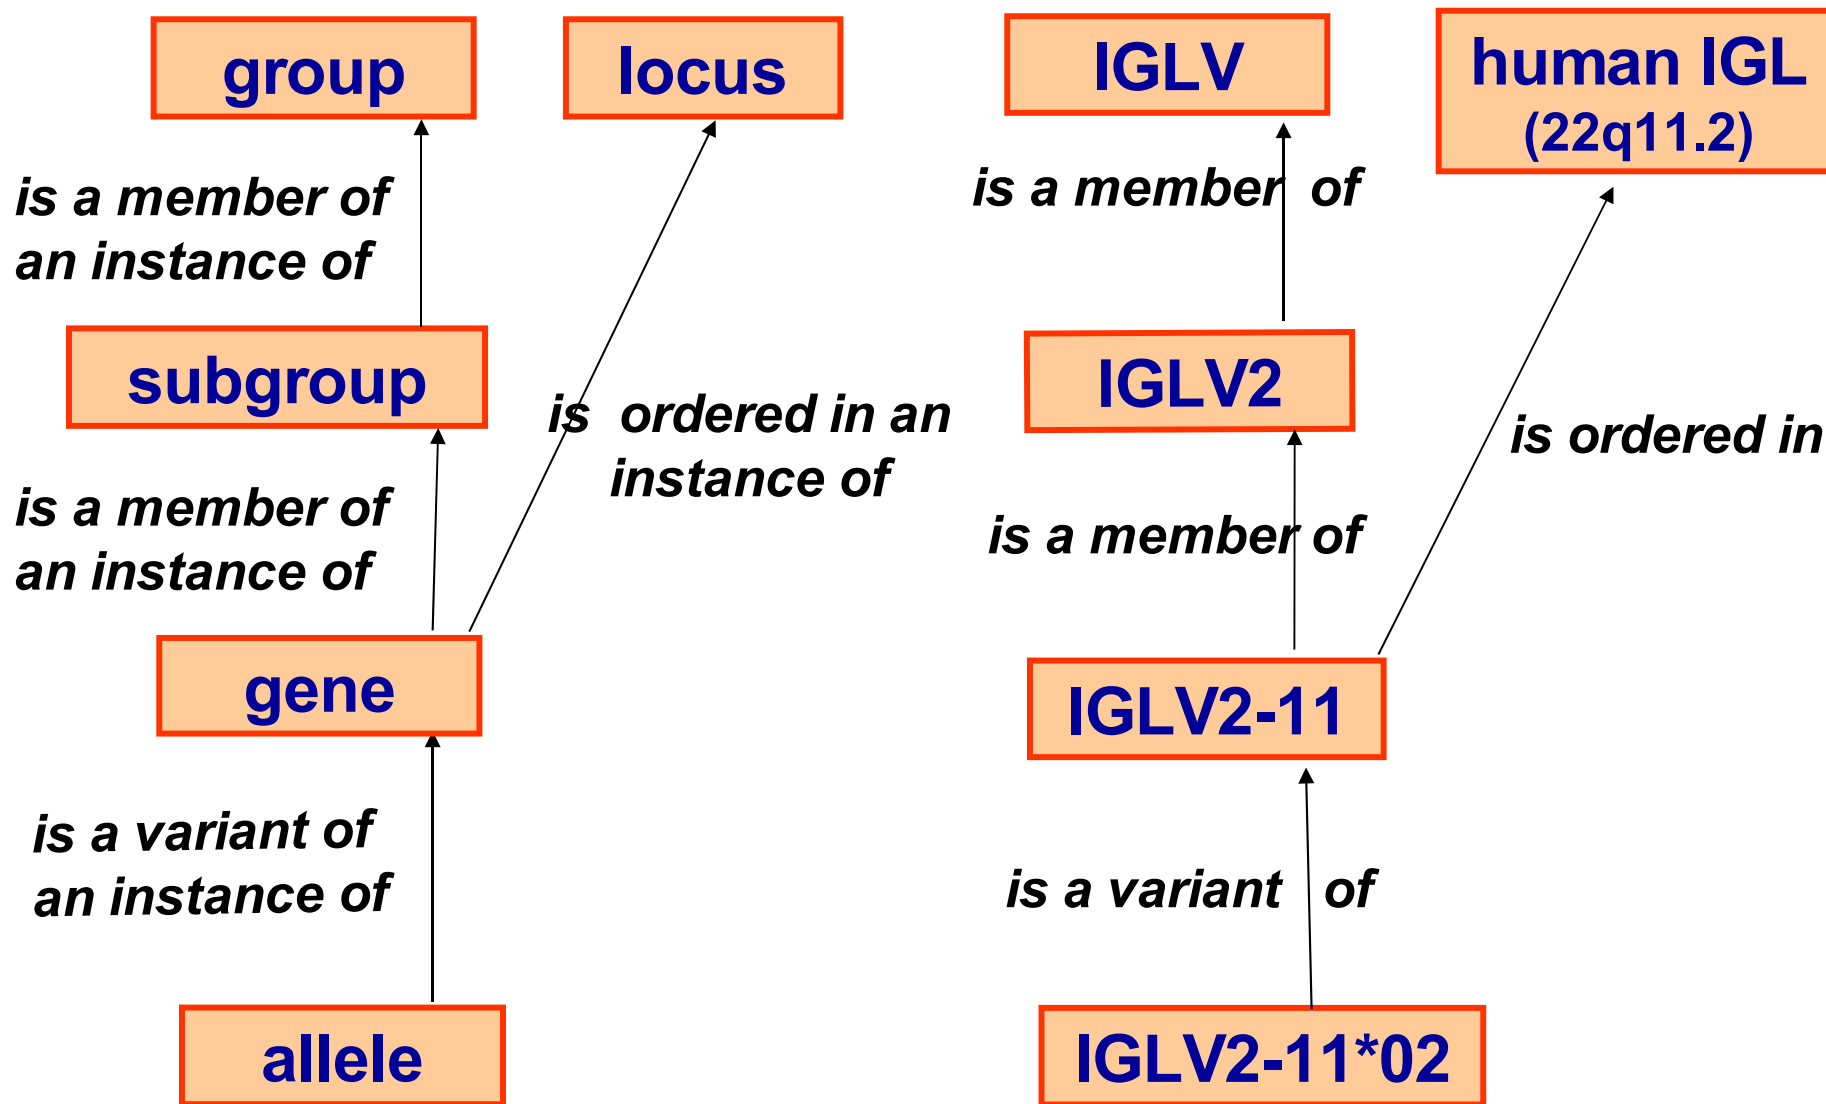 group
locus
is a member of
an instance of
subgroup
is ordered in an
instance of
is a member of
an instance of
gene
is a variant of
an instance of
allele
IGLV
human IGL
(22q11.2)
is a member of
IGLV2
is ordered in
is a member of
IGLV2-11
is a variant of
IGLV2-11*02